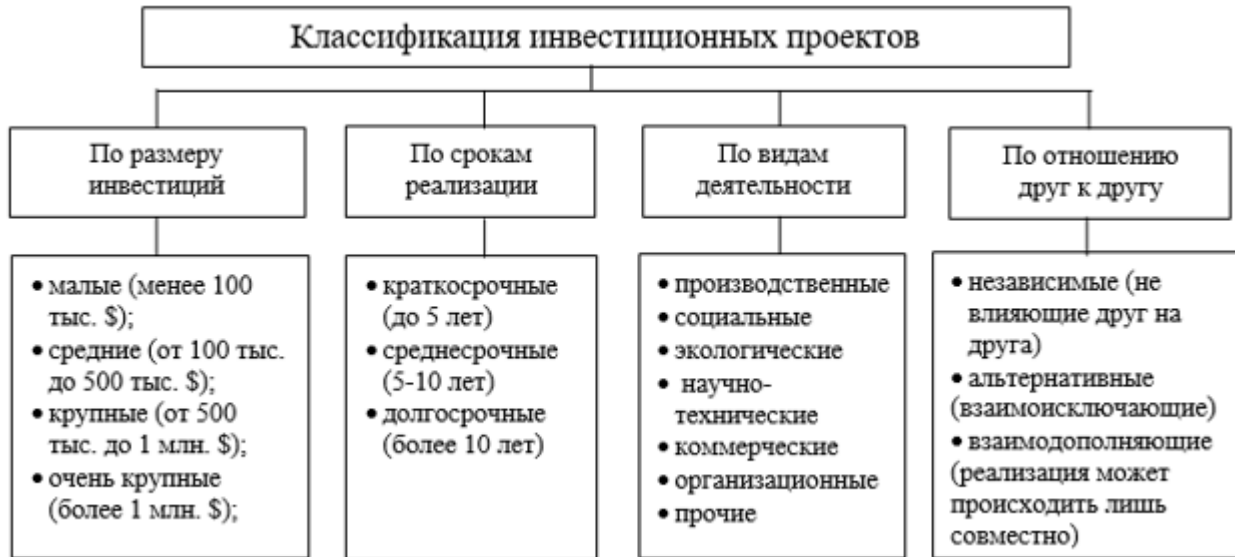 Классификация инвестиционных проектов
По размеру
инвестиций
• малые (менее 100
тыс. $);
• средние (от 100 тыс.
до 500 тыс. $);
• крупные (от 500
тыс. до 1 млн. $);
• очень крупные
(более 1 млн. $);
По срокам
реализации
• краткосрочные
(до 5 лет)
• среднесрочные
(5-10 лет)
• долгосрочные
(более 10 лет)
По видам
деятельности
• производственные
• социальные
• экологические
• научно-
технические
• коммерческие
• организационные
• прочие
По отношению
друг к другу
• независимые (не
влияющие друг на
друга)
• альтернативные
(взаимоисключающие)
• взаимодополняющие
(реализация может
происходить лишь
совместно)